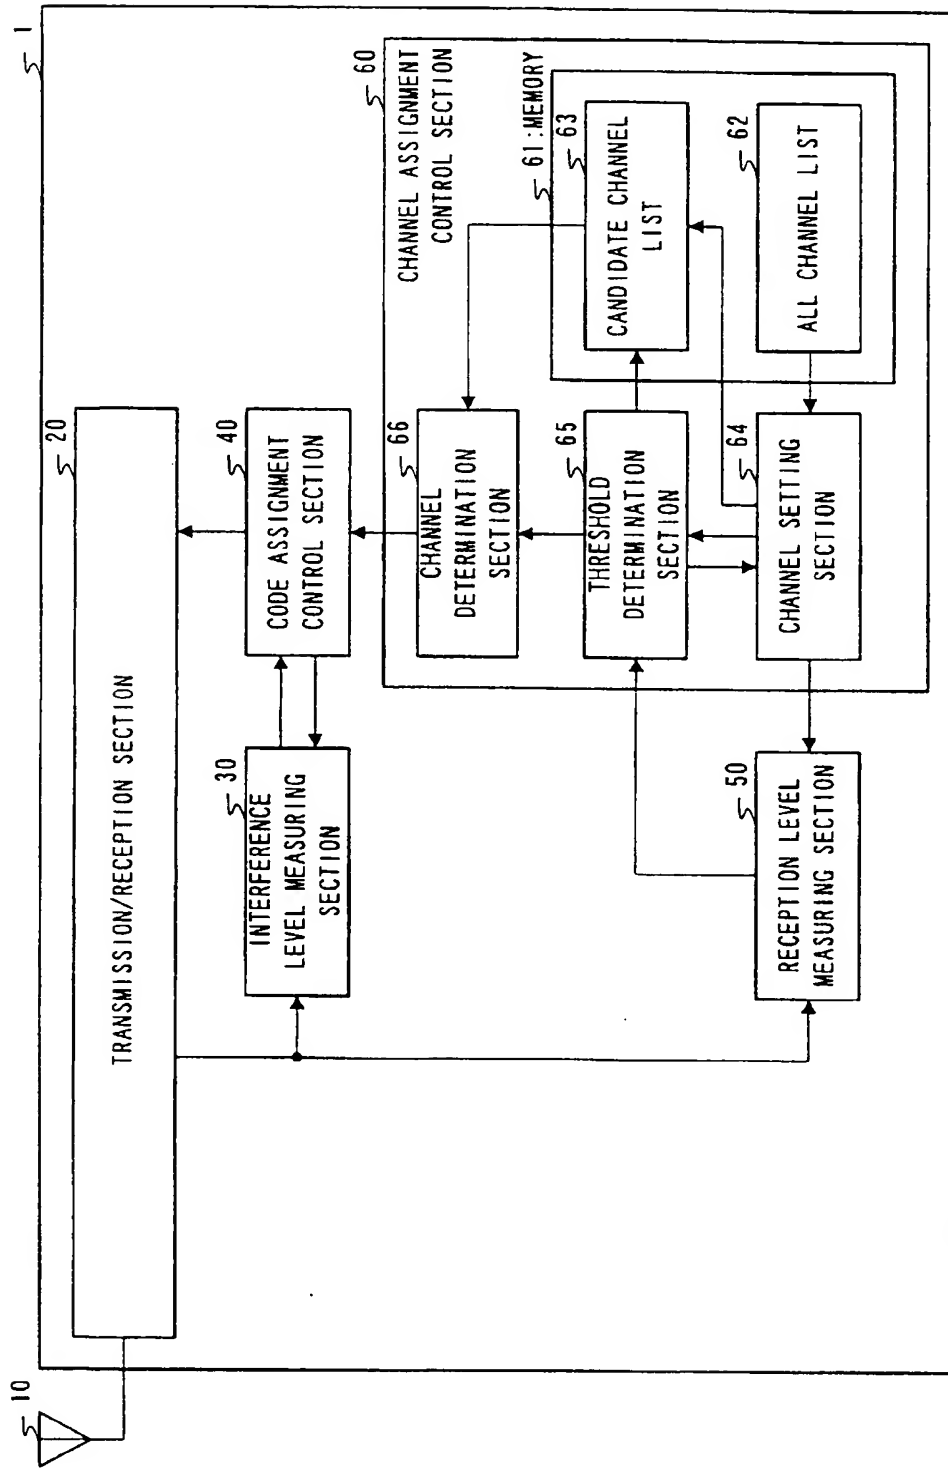 1
10
20
TRANSMISSION/RECEPTION SECTION
30
INTERFERENCE
LEVEL MEASURING
SECTION
40
CODE ASSIGNMENT
CONTROL SECTION
60
CHANNEL ASSIGNMENT
CONTROL SECTION
66
CHANNEL
DETERMINATION
SECTION
61:MEMORY
65
THRESHOLD
DETERMINATION
SECTION
63
CANDIDATE CHANNEL
LIST
50
RECEPTION LEVEL
MEASURING SECTION
64
CHANNEL SETTING
SECTION
62
ALL CHANNEL LIST